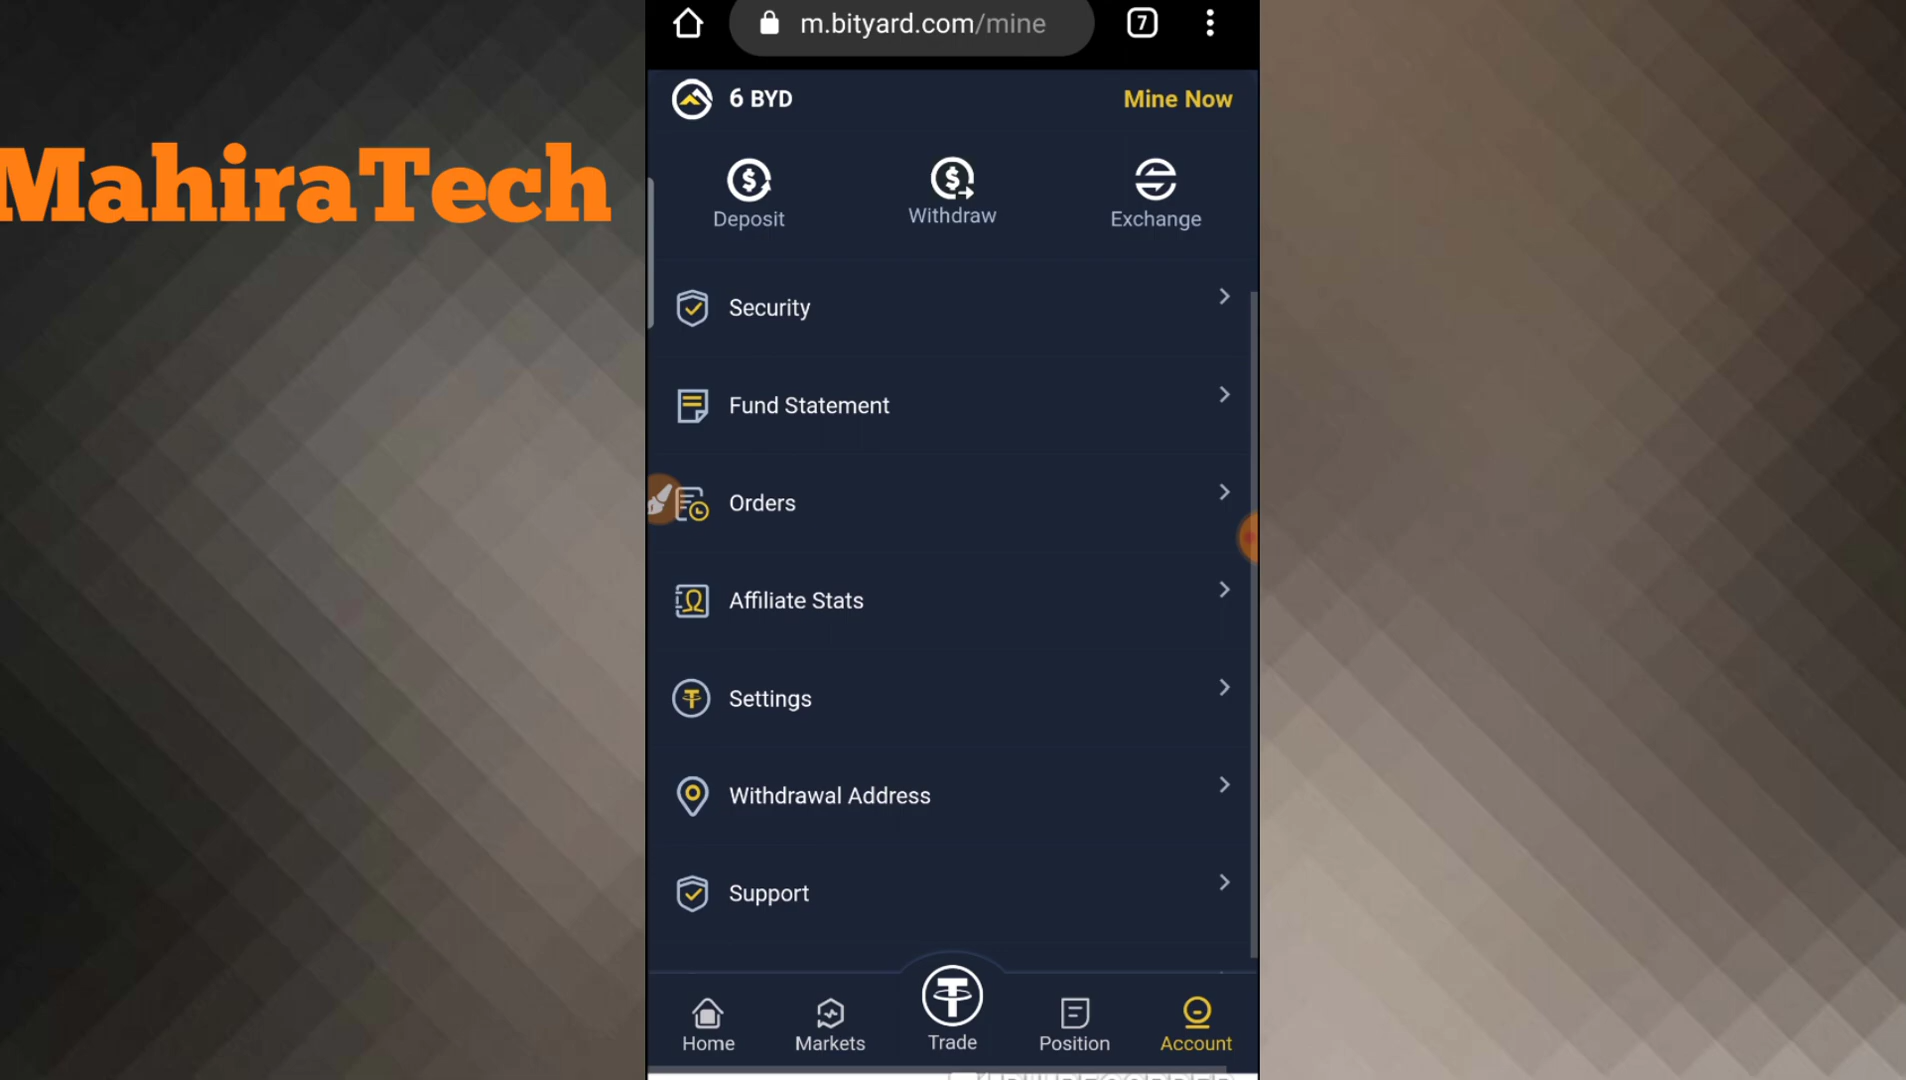 m.bityard.com/mine
7
6 BYD
Mine Now
MahiraTech
Deposit
Withdraw
Exchange
Security
Fund Statement
Orders
Affiliate Stats
Settings
Withdrawal Address
Support
Home
Markets
Trade
Position
Account